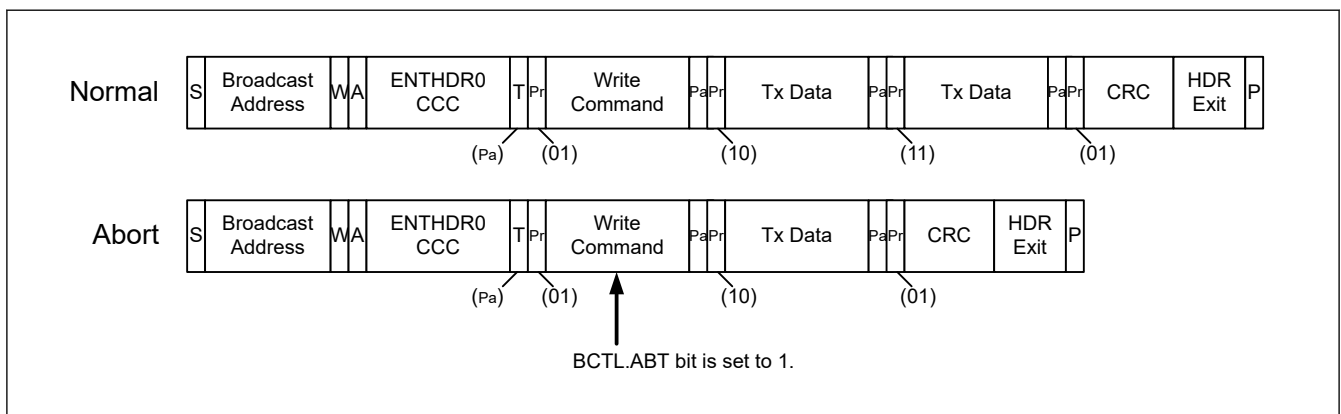 Normal S Broadcast Address W A ENTHDR0 CCC T Pr Write Command Pa Pr Tx Data Pa Pr Tx Data Pa Pr CRC HDR Exit P
(Pa) (01) (10) (11) (01)
Abort S Broadcast Address W A ENTHDR0 CCC T Pr Write Command Pa Pr Tx Data Pa Pr CRC HDR Exit P
(Pa) (01) (10) (01)
BCTL.ABT bit is set to 1.